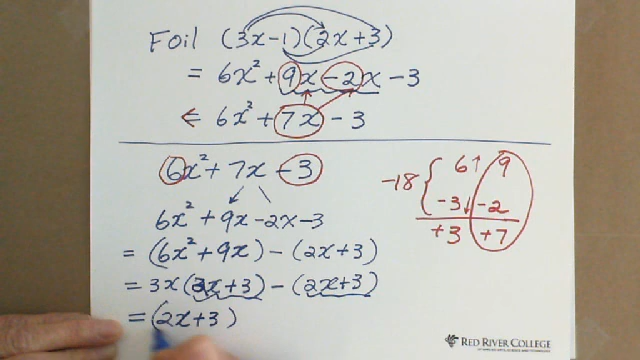 Foil (3x-1)(2x+3)
= 6x² + 9x - 2x - 3
← 6x² + 7x - 3
6x² + 7x - 3
6x² + 9x - 2x - 3
= (6x² + 9x) - (2x+3)
= 3x(2x+3) - (2x+3)
= (2x+3)
-18 { 6↑ 9
-3↓ -2
+3 +7
RED RIVER COLLEGE